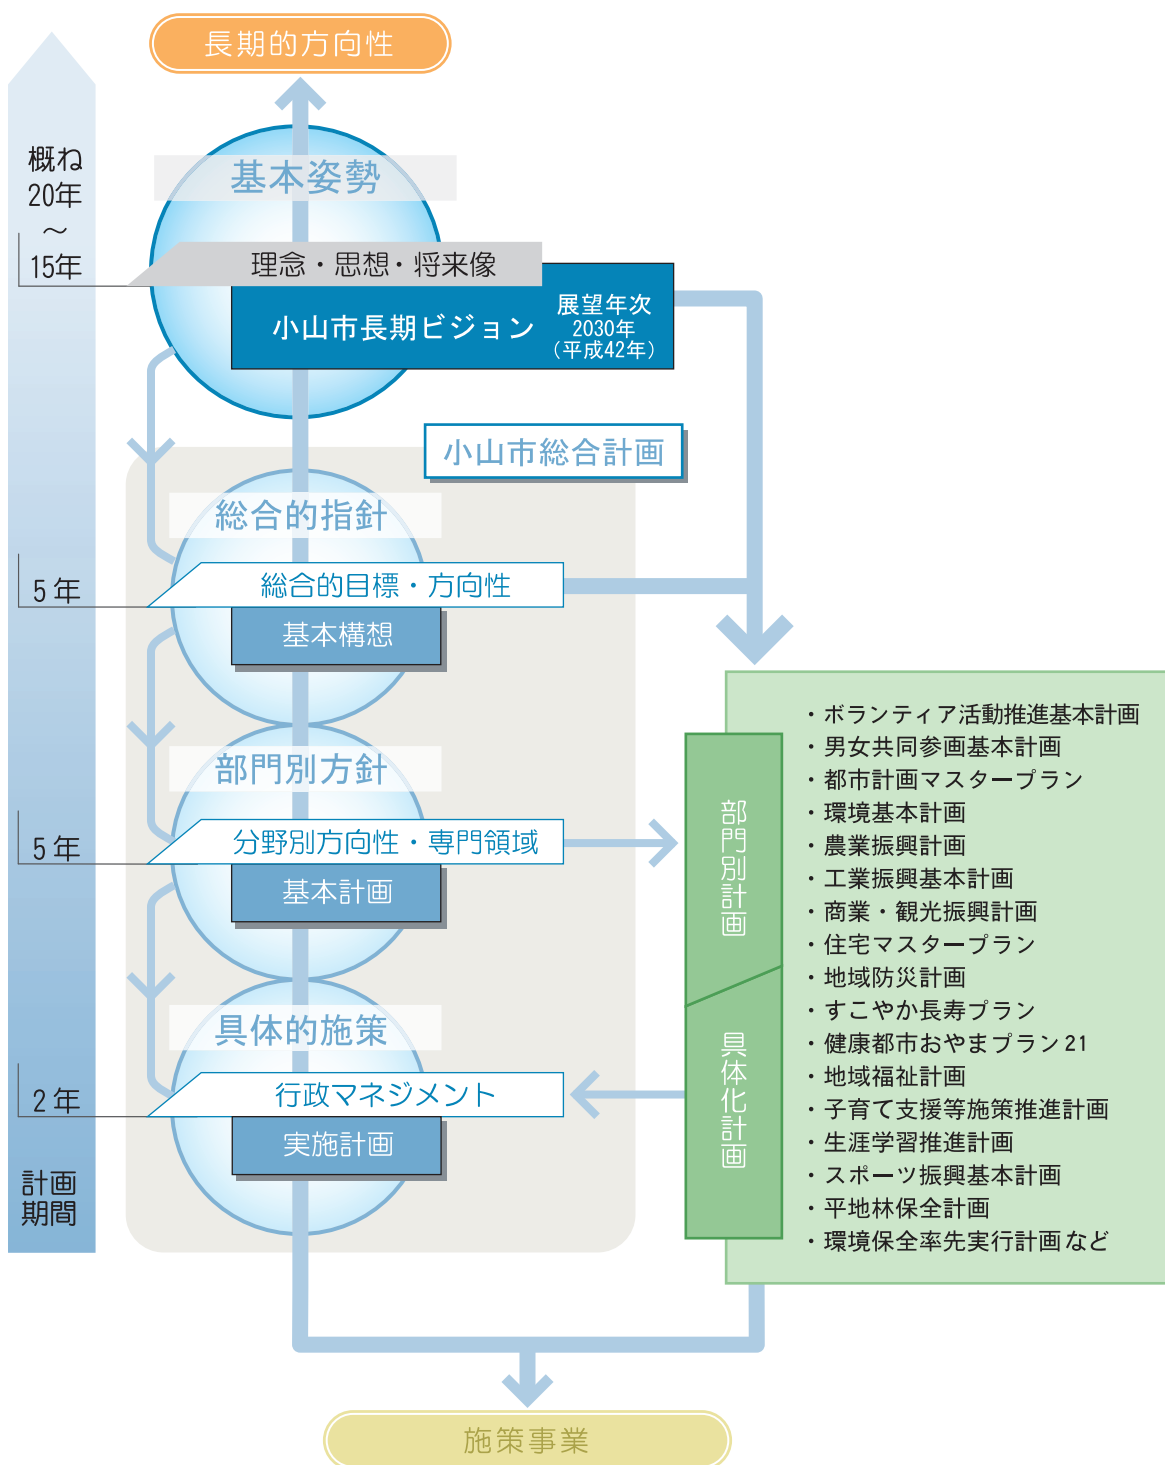 長期的方向性
概ね
20年
～
15年
基本姿勢
理念・思想・将来像
小山市長期ビジョン
展望年次
2030年
（平成42年）
小山市総合計画
総合的指針
5年
総合的目標・方向性
基本構想
部門別方針
5年
分野別方向性・専門領域
基本計画
具体的施策
2年
行政マネジメント
実施計画
計画
期間
部門別計画
具体化計画
・ボランティア活動推進基本計画
・男女共同参画基本計画
・都市計画マスタープラン
・環境基本計画
・農業振興計画
・工業振興基本計画
・商業・観光振興計画
・住宅マスタープラン
・地域防災計画
・すこやか長寿プラン
・健康都市おやまプラン21
・地域福祉計画
・子育て支援等施策推進計画
・生涯学習推進計画
・スポーツ振興基本計画
・平地林保全計画
・環境保全率先実行計画など
施策事業